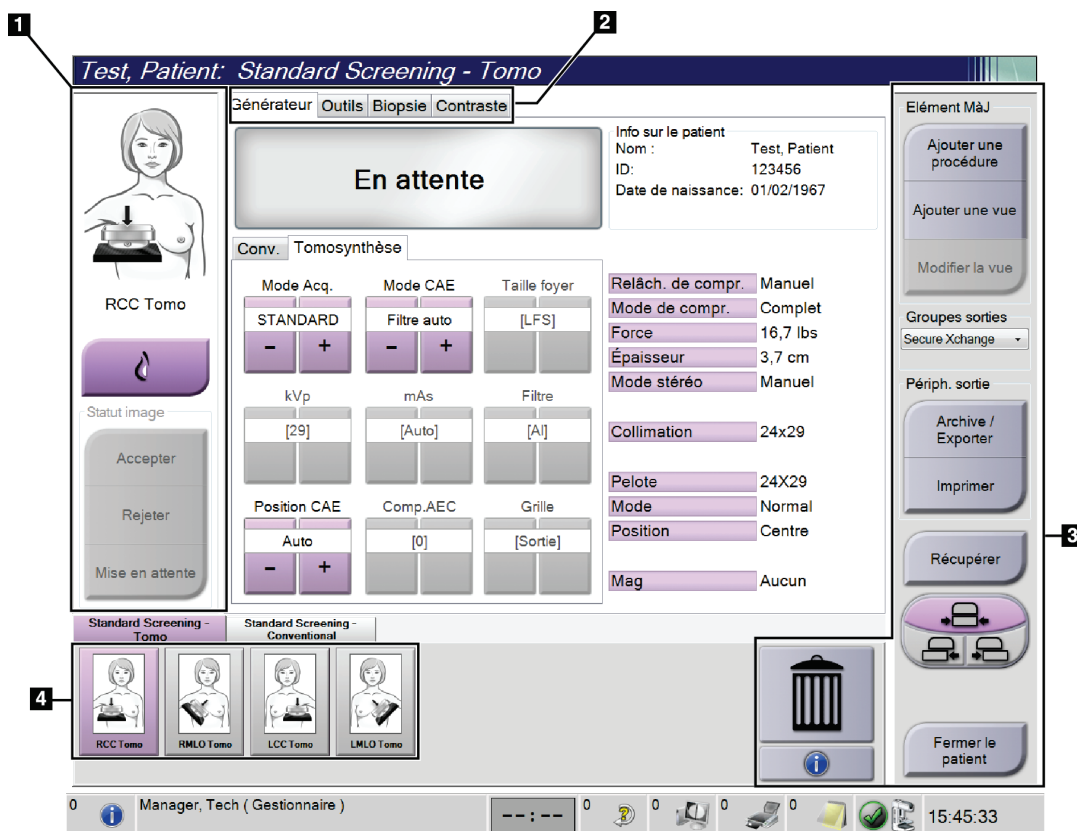 1
2
Test, Patient: Standard Screening - Tomo
Générateur Outils Biopsie Contraste
RCC Tomo
Statut image
Accepter
Rejeter
Mise en attente
En attente
Info sur le patient
Nom : Test, Patient
ID: 123456
Date de naissance: 01/02/1967
Conv. Tomosynthèse
Mode Acq. Mode CAE Taille foyer
STANDARD Filtre auto [LFS]
- + - +
kVp mAs Filtre
[29] [Auto] [Al]
Position CAE Comp.AEC Grille
Auto [0] [Sortie]
- +
Relâch. de compr. Manuel
Mode de compr. Complet
Force 16,7 lbs
Épaisseur 3,7 cm
Mode stéréo Manuel
Collimation 24x29
Pelote 24X29
Mode Normal
Position Centre
Mag Aucun
Elément MàJ
Ajouter une
procédure
Ajouter une vue
Modifier la vue
Groupes sorties
Secure Xchange
Périph. sortie
Archive /
Exporter
Imprimer
3
Récupérer
Fermer le
patient
Standard Screening -
Tomo
Standard Screening -
Conventional
4
RCC Tomo RMLO Tomo LCC Tomo LMLO Tomo
i
0 i Manager, Tech ( Gestionnaire ) --:-- 0 ? 0 0 0 15:45:33